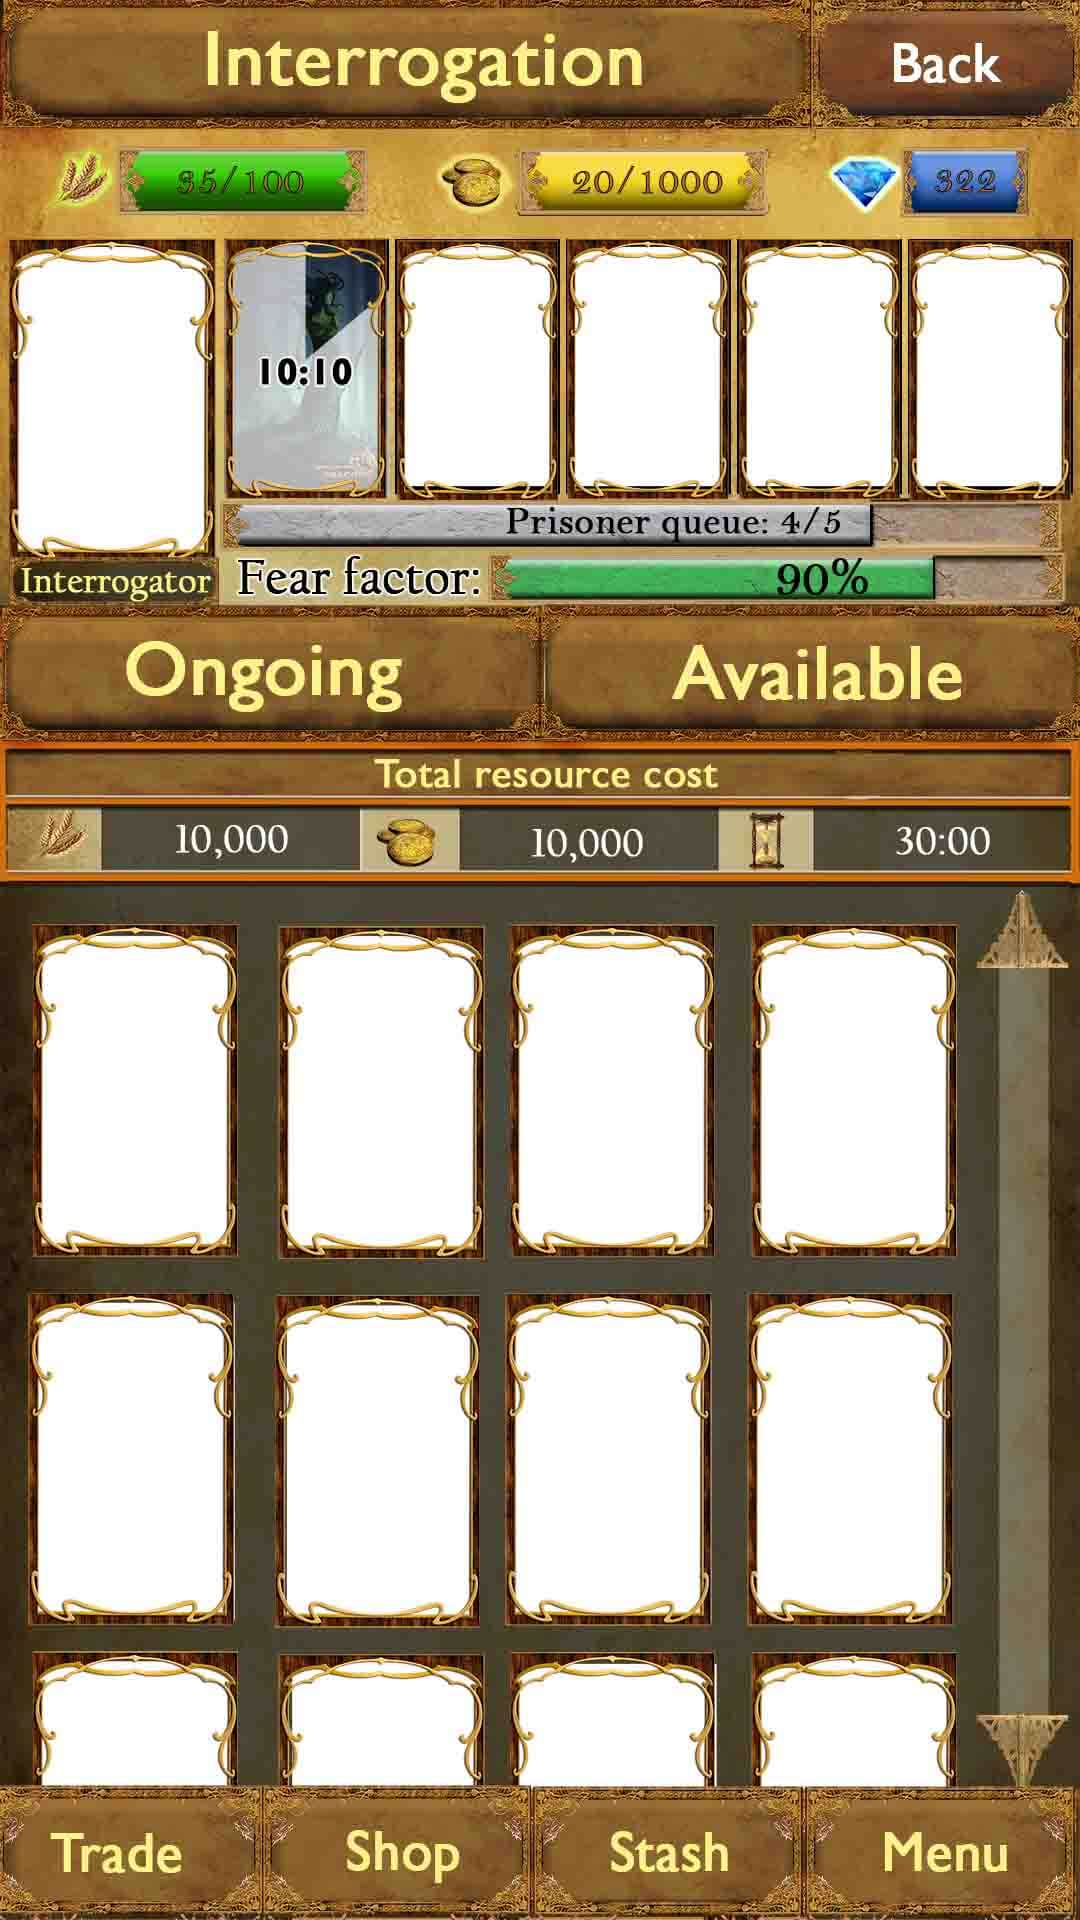 Interrogation
Back
35/100
20/1000
322
10:10
Prisoner queue: 4/5
Interrogator
Fear factor:
90%
Ongoing
Available
Total resource cost
10,000
10,000
30:00
Trade
Shop
Stash
Menu